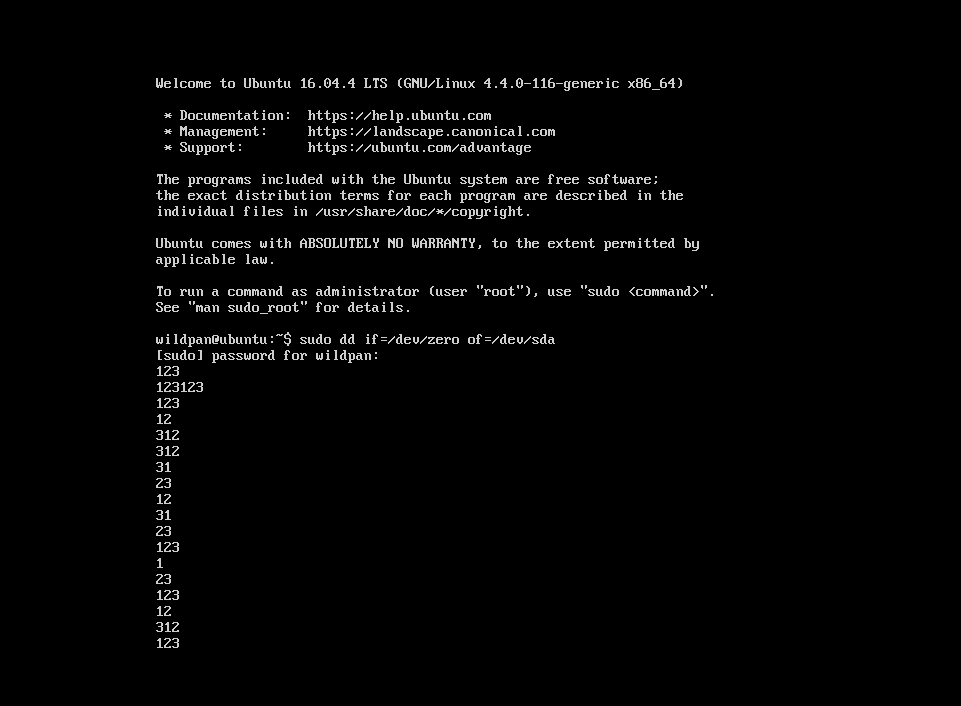 Welcome to Ubuntu 16.04.4 LTS (GNU/Linux 4.4.0-116-generic x86_64)
* Documentation:  https://help.ubuntu.com
* Management:     https://landscape.canonical.com
* Support:        https://ubuntu.com/advantage
The programs included with the Ubuntu system are free software;
the exact distribution terms for each program are described in the
individual files in /usr/share/doc/*/copyright.
Ubuntu comes with ABSOLUTELY NO WARRANTY, to the extent permitted by
applicable law.
To run a command as administrator (user "root"), use "sudo <command>".
See "man sudo_root" for details.
wildpan@ubuntu:~$ sudo dd if=/dev/zero of=/dev/sda
[sudo] password for wildpan:
123
123123
123
12
312
312
31
23
12
31
23
123
1
23
123
12
312
123